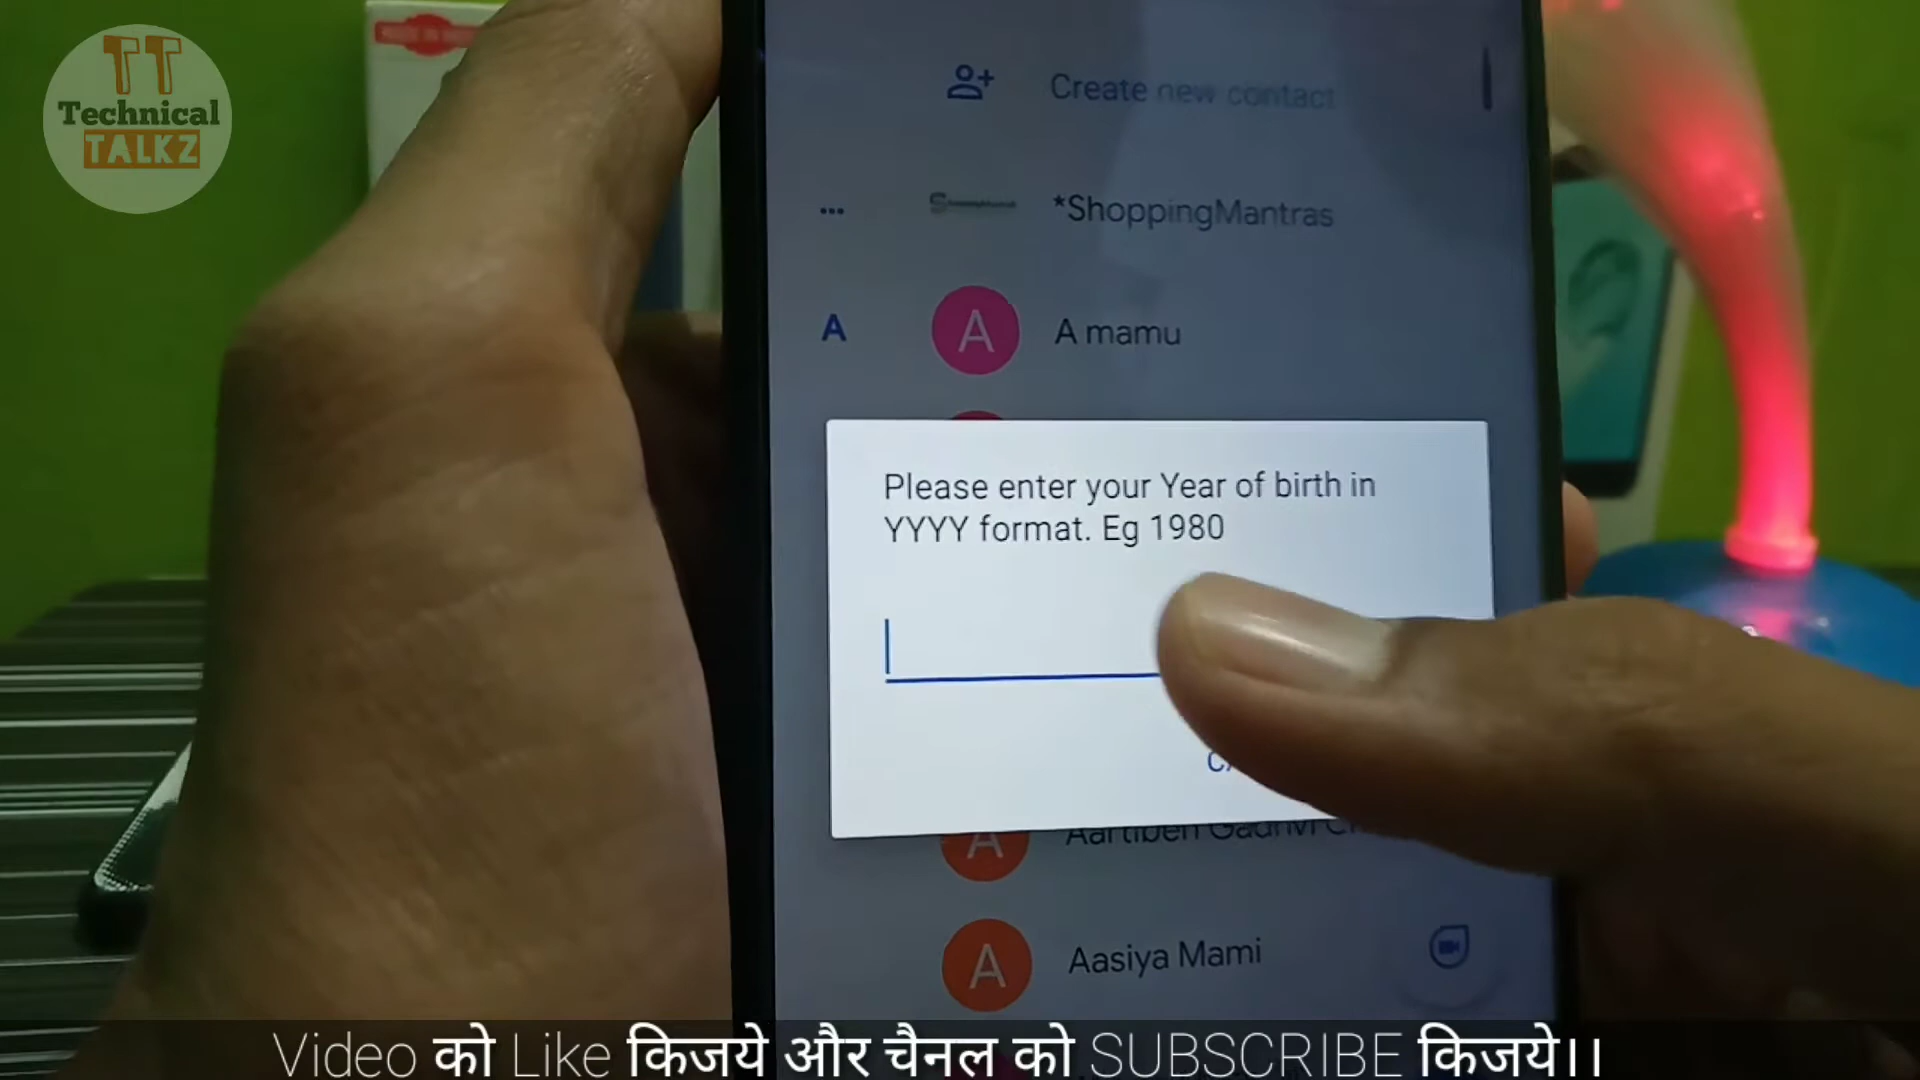 TT
Technical
TALKZ
Create new contact
*ShoppingMantras
A
A
A mamu
Please enter your Year of birth in
YYYY format. Eg 1980
A
A
Aasiya Mami
Video को Like किजये और चैनल को SUBSCRIBE किजये।।